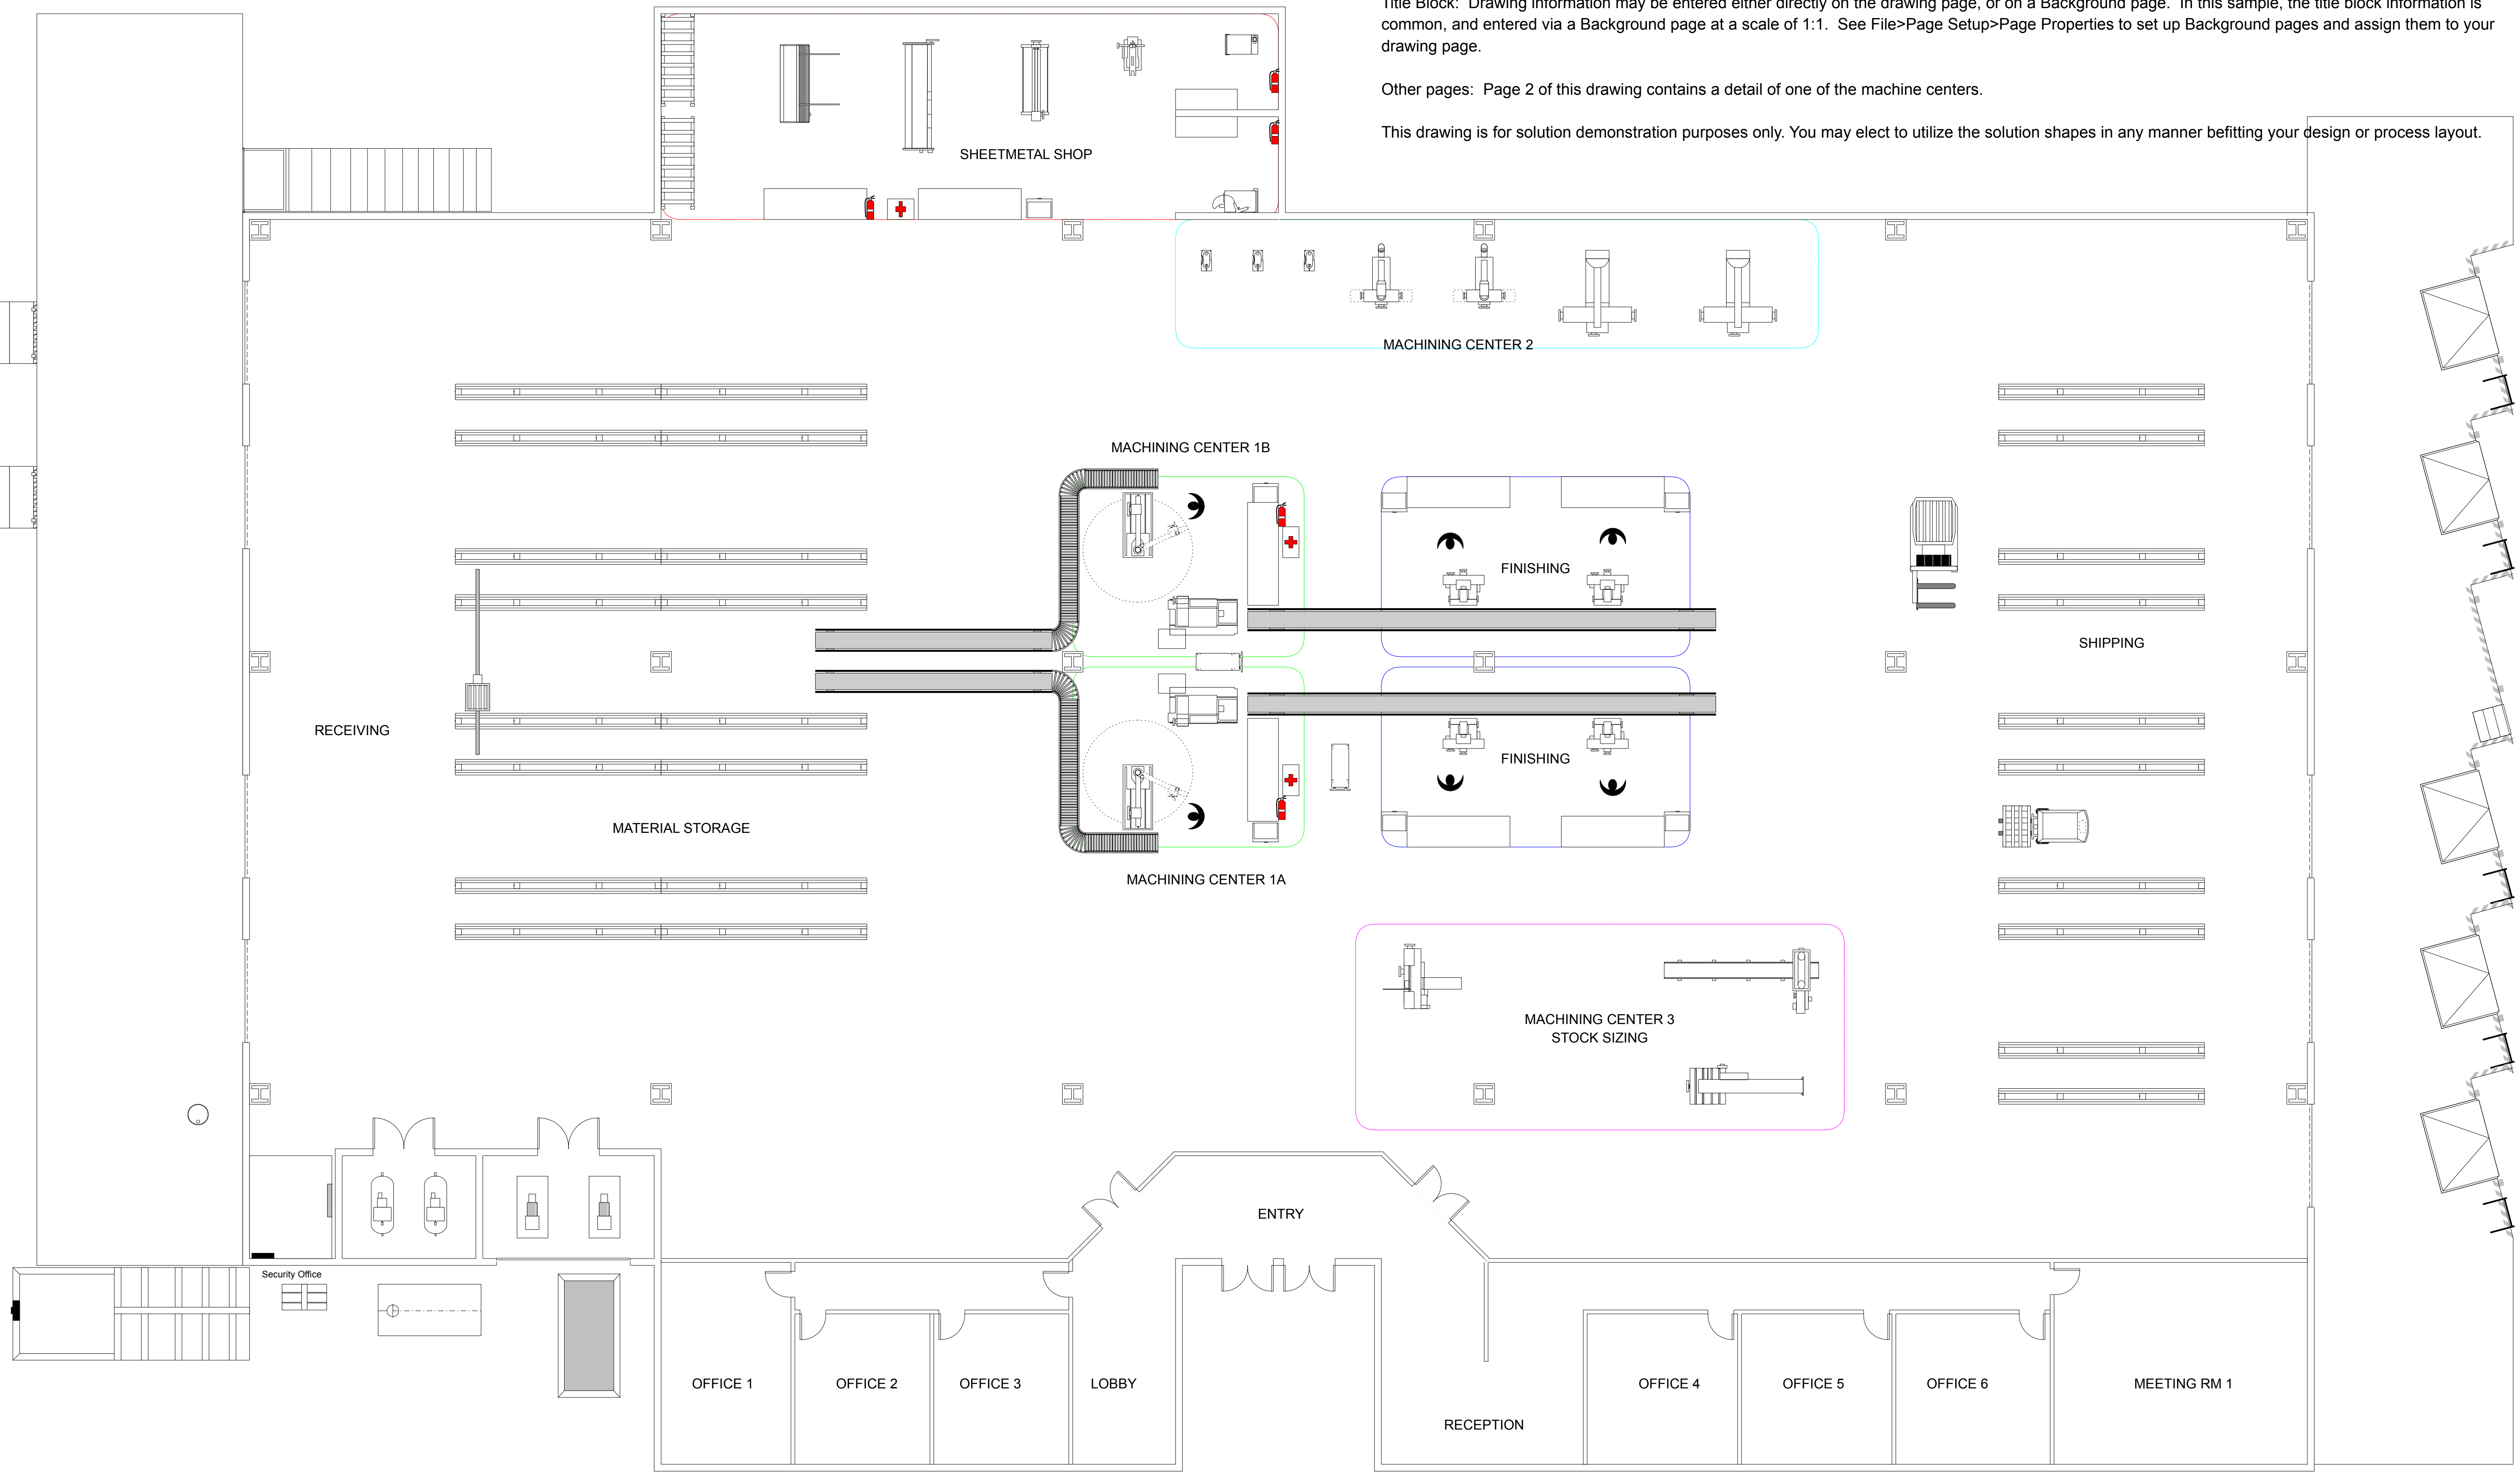 Title Block:  Drawing information may be entered either directly on the drawing page, or on a Background page.  In this sample, the title block information is
common, and entered via a Background page at a scale of 1:1.  See File>Page Setup>Page Properties to set up Background pages and assign them to your
drawing page.
Other pages:  Page 2 of this drawing contains a detail of one of the machine centers.
This drawing is for solution demonstration purposes only. You may elect to utilize the solution shapes in any manner befitting your design or process layout.
SHEETMETAL SHOP
MACHINING CENTER 2
MACHINING CENTER 1B
FINISHING
SHIPPING
RECEIVING
FINISHING
MATERIAL STORAGE
MACHINING CENTER 1A
MACHINING CENTER 3
STOCK SIZING
ENTRY
Security Office
OFFICE 1
OFFICE 2
OFFICE 3
LOBBY
OFFICE 4
OFFICE 5
OFFICE 6
MEETING RM 1
RECEPTION